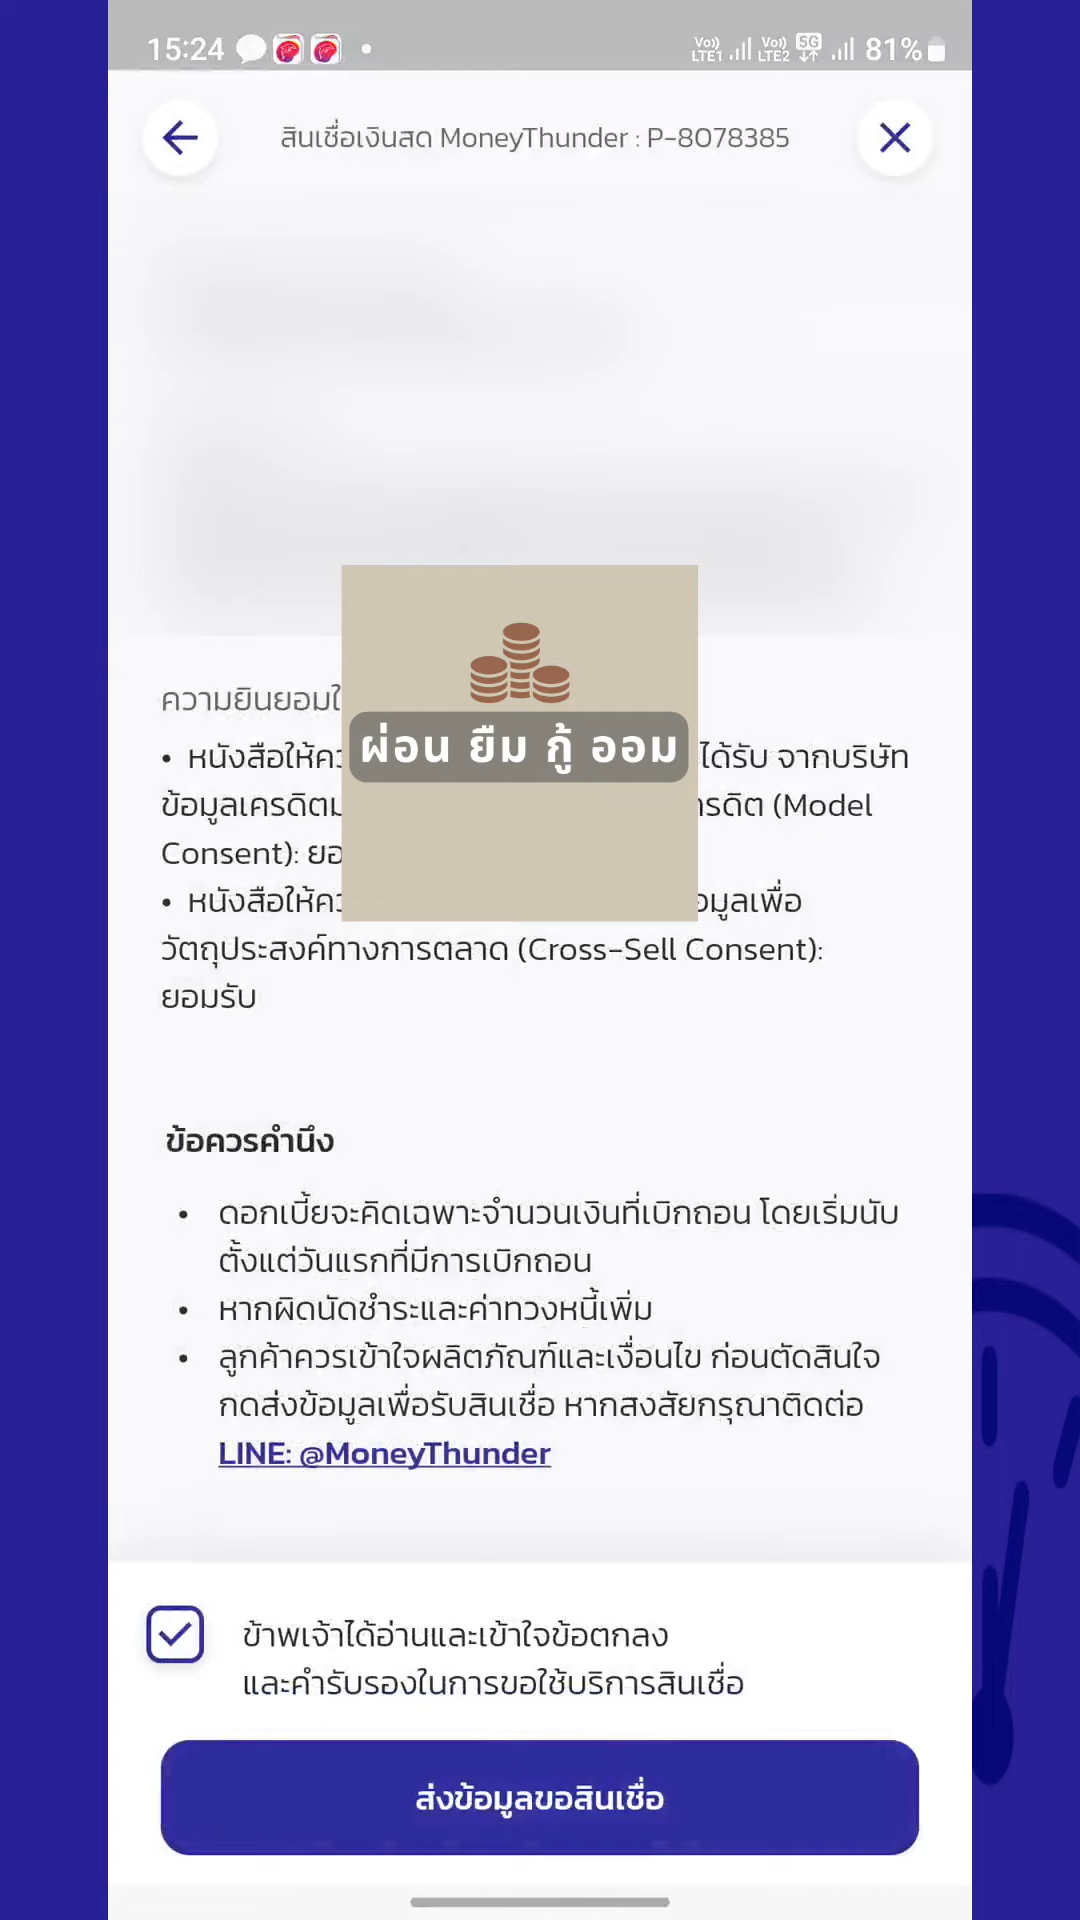 15:24
Vo)) LTE1 Vo)) LTE2 5G 81%
สินเชื่อเงินสด MoneyThunder : P-8078385
ความยินยอมใ
• หนังสือให้คว ได้รับ จากบริษัท
ผ่อน ยืม กู้ ออม
ข้อมูลเครดิตแ รดิต (Model
Consent): ยอ
• หนังสือให้คว อมูลเพื่อ
วัตถุประสงค์ทางการตลาด (Cross-Sell Consent):
ยอมรับ
ข้อควรคำนึง
• ดอกเบี้ยจะคิดเฉพาะจำนวนเงินที่เบิกถอน โดยเริ่มนับ
ตั้งแต่วันแรกที่มีการเบิกถอน
• หากผิดนัดชำระและค่าทวงหนี้เพิ่ม
• ลูกค้าควรเข้าใจผลิตภัณฑ์และเงื่อนไข ก่อนตัดสินใจ
กดส่งข้อมูลเพื่อรับสินเชื่อ หากสงสัยกรุณาติดต่อ
LINE: @MoneyThunder
ข้าพเจ้าได้อ่านและเข้าใจข้อตกลง
และคำรับรองในการขอใช้บริการสินเชื่อ
ส่งข้อมูลขอสินเชื่อ